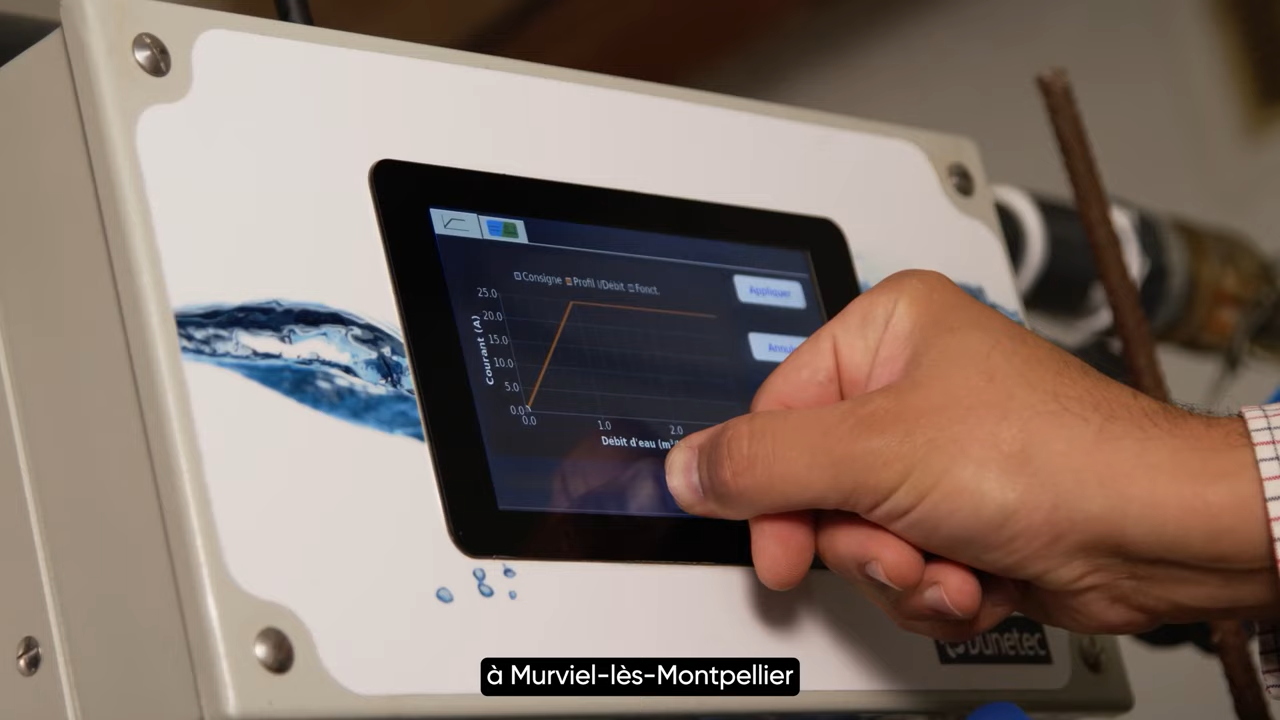 Consigne Profil I/Débit Fonct.
Appliquer
25.0
20.0
15.0
10.0
5.0
0.0
Courant (A)
0.0 1.0 2.0
Débit d'eau
Dunetec
à Murviel-lès-Montpellier